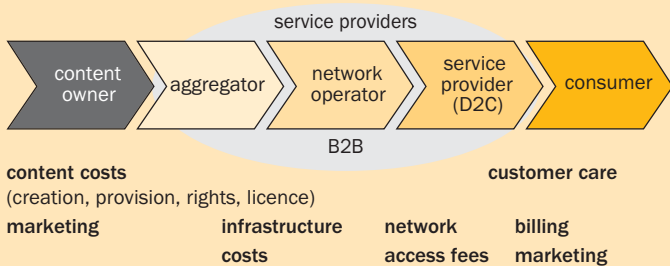 service providers
content
owner
aggregator
network
operator
service
provider
(D2C)
consumer
B2B
content costs
customer care
(creation, provision, rights, licence)
marketing
infrastructure
costs
network
access fees
billing
marketing